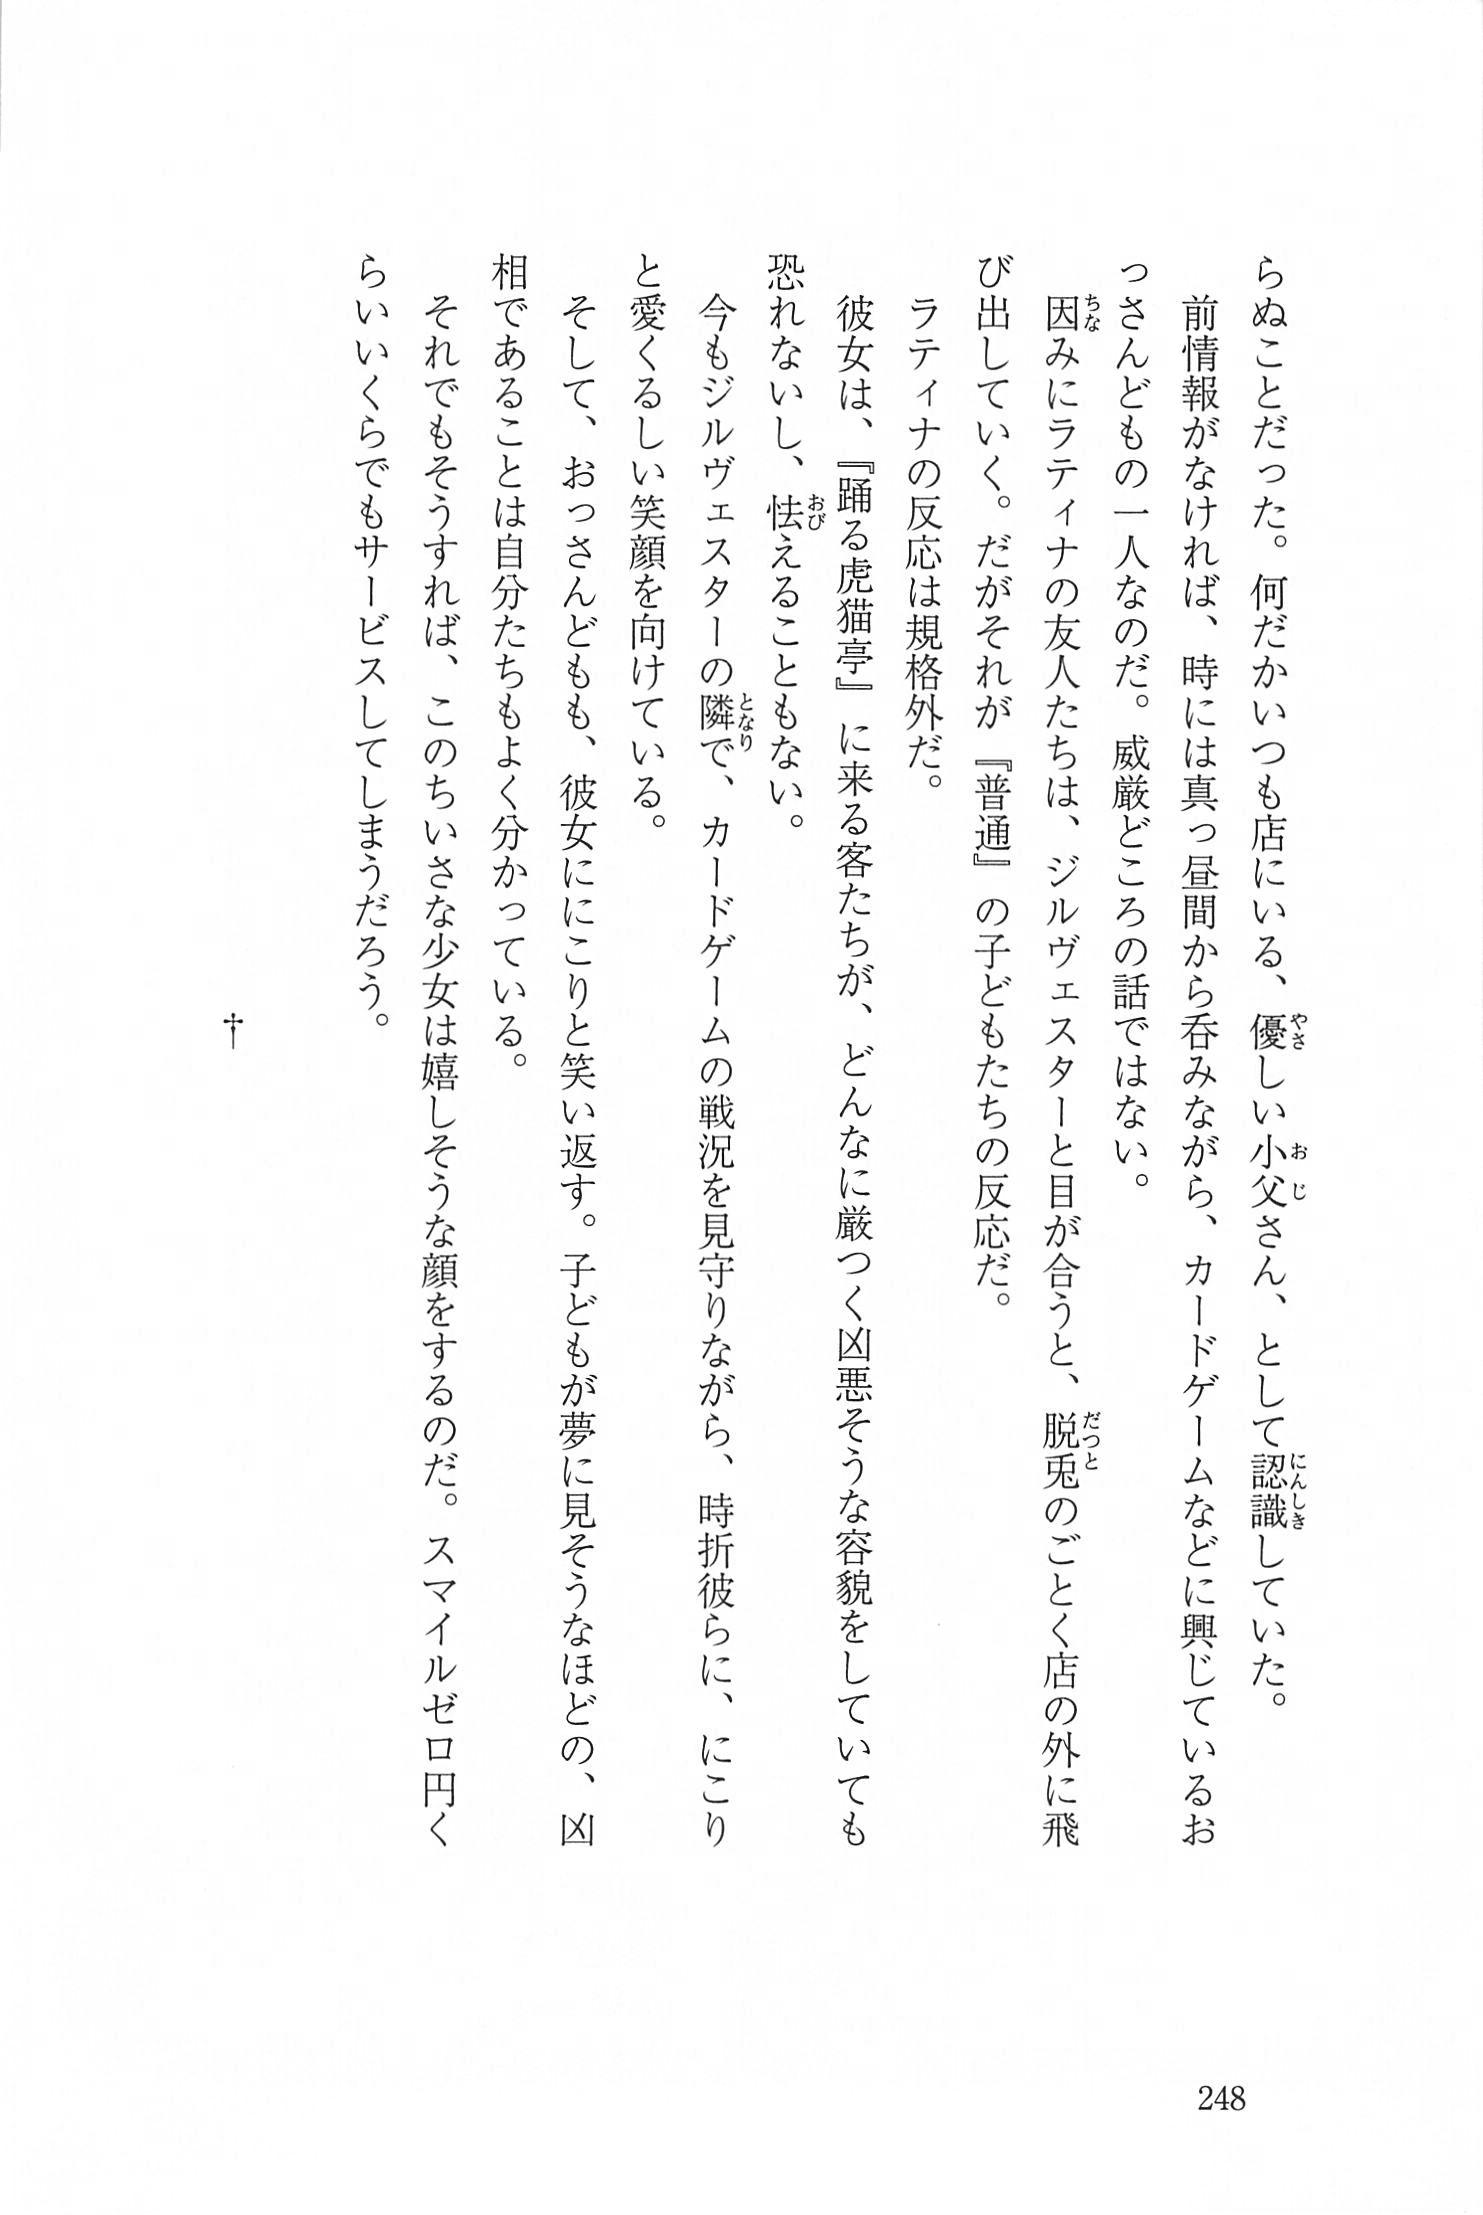 らぬことだった。何だかいつも店にいる、優しい小父さん、として認識していた。
前情報がなければ、時には真っ昼間から呑みながら、カードゲームなどに興じているお
っさんどもの一人なのだ。威厳どころの話ではない。
因みにラティナの友人たちは、ジルヴェスターと目が合うと、脱兎のごとく店の外に飛
び出していく。だがそれが『普通』の子どもたちの反応だ。
ラティナの反応は規格外だ。
彼女は、『踊る虎猫亭』に来る客たちが、どんなに厳つく凶悪そうな容貌をしていても
恐れないし、怯えることもない。
今もジルヴェスターの隣で、カードゲームの戦況を見守りながら、時折彼らに、にこり
と愛くるしい笑顔を向けている。
そして、おっさんどもも、彼女ににこりと笑い返す。子どもが夢に見そうなほどの、凶
相であることは自分たちもよく分かっている。
それでもそうすれば、このちいさな少女は嬉しそうな顔をするのだ。スマイルゼロ円く
らいいくらでもサービスしてしまうだろう。
†
248